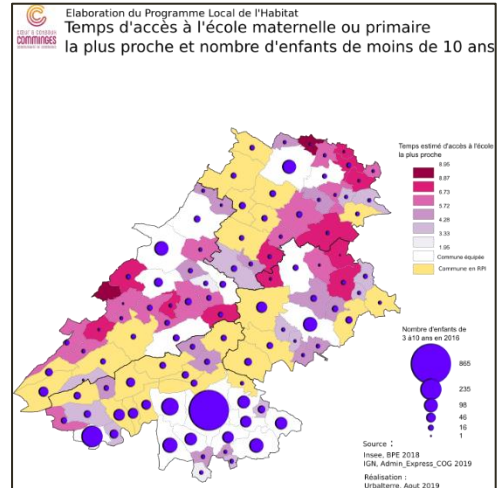 Elaboration du Programme Local de l'Habitat
Temps d'accès à l'école maternelle ou primaire
la plus proche et nombre d'enfants de moins de 10 ans
CŒUR & COTEAUX
COMMINGES
Temps estimé d'accès à l'école
la plus proche
8.95
8.87
6.73
5.72
4.28
3.33
1.95
Commune équipée
Commune en RPI
Nombre d'enfants de
3 à10 ans en 2016
865
235
98
46
16
1
Source :
Insee, BPE 2018
IGN, Admin_Express_COG 2019
Réalisation :
Urbalterre, Aout 2019